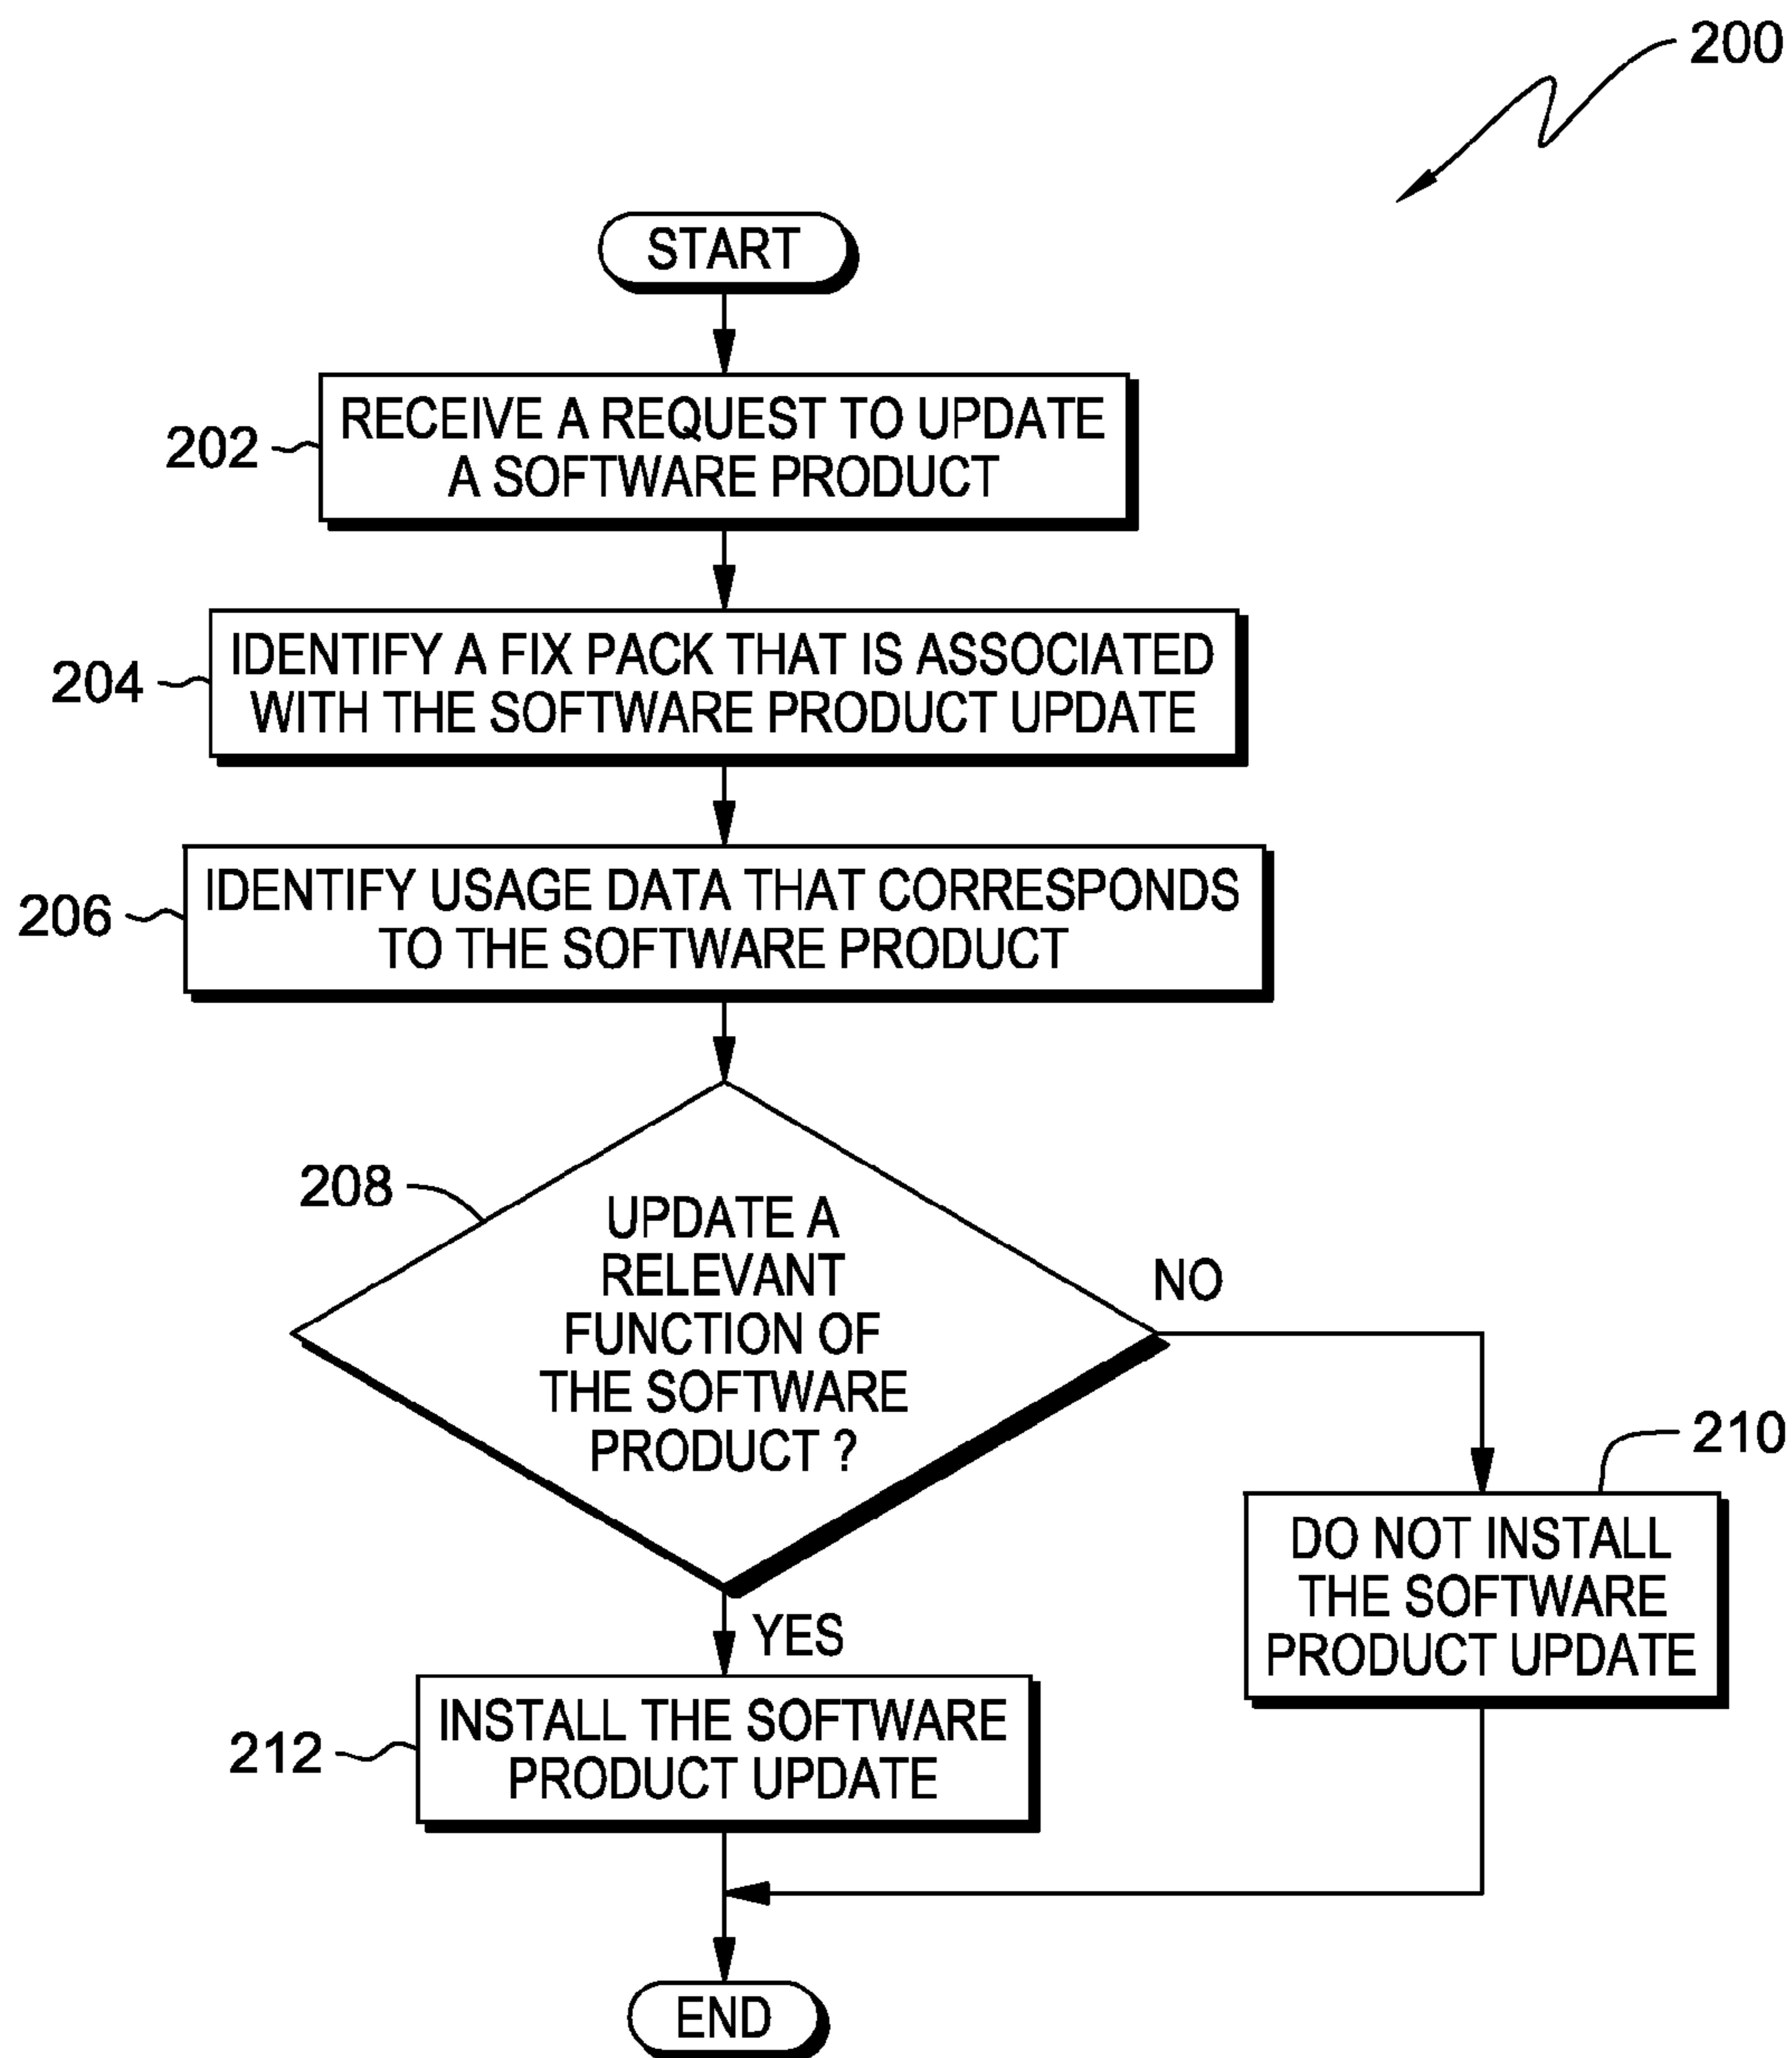 200
START
202
RECEIVE A REQUEST TO UPDATE
A SOFTWARE PRODUCT
204
IDENTIFY A FIX PACK THAT IS ASSOCIATED
WITH THE SOFTWARE PRODUCT UPDATE
206
IDENTIFY USAGE DATA THAT CORRESPONDS
TO THE SOFTWARE PRODUCT
208
UPDATE A
RELEVANT
FUNCTION OF
THE SOFTWARE
PRODUCT ?
NO
210
DO NOT INSTALL
THE SOFTWARE
PRODUCT UPDATE
YES
212
INSTALL THE SOFTWARE
PRODUCT UPDATE
END